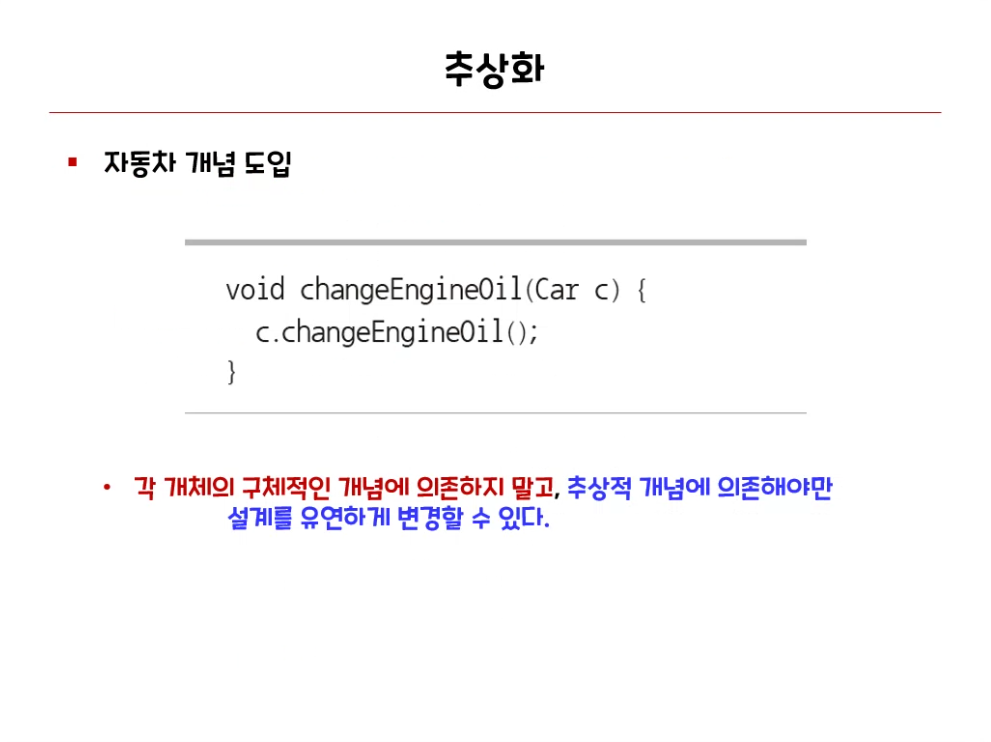 추상화
▪ 자동차 개념 도입
void changeEngineOil(Car c) {
  c.changeEngineOil();
}
• 각 개체의 구체적인 개념에 의존하지 말고, 추상적 개념에 의존해야만
설계를 유연하게 변경할 수 있다.